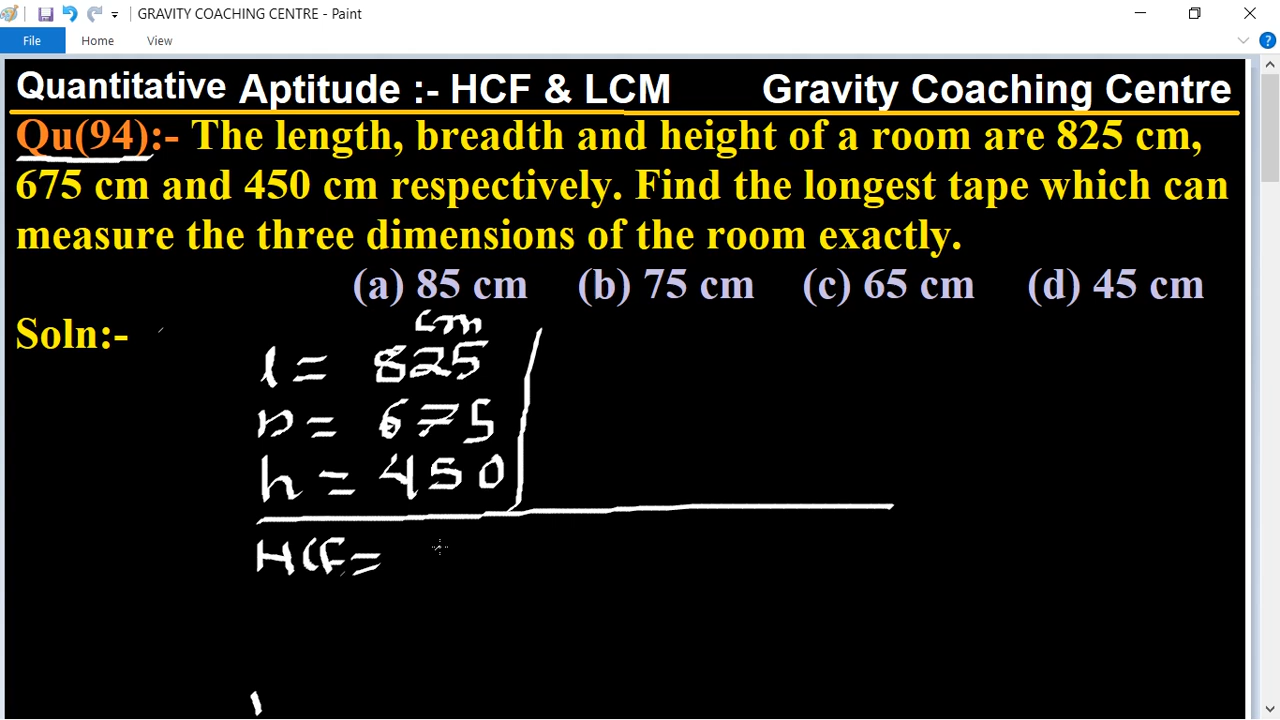 GRAVITY COACHING CENTRE - Paint
File Home View
Quantitative Aptitude :- HCF & LCM Gravity Coaching Centre
Qu(94):- The length, breadth and height of a room are 825 cm,
675 cm and 450 cm respectively. Find the longest tape which can
measure the three dimensions of the room exactly.
(a) 85 cm (b) 75 cm (c) 65 cm (d) 45 cm
Soln:-
cm
l = 825
b = 675
h = 450
HCF =